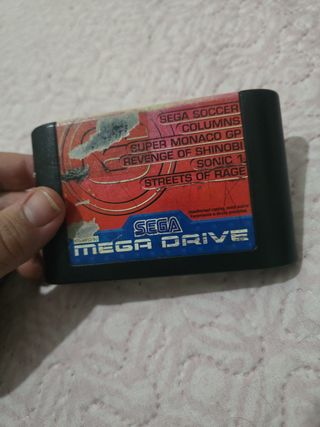 SEGA SOCCER
COLUMNS
SUPER MONACO GP
REVENGE OF SHINOBI
SONIC 1
STREETS OF RAGE
SEGA
MEGA DRIVE